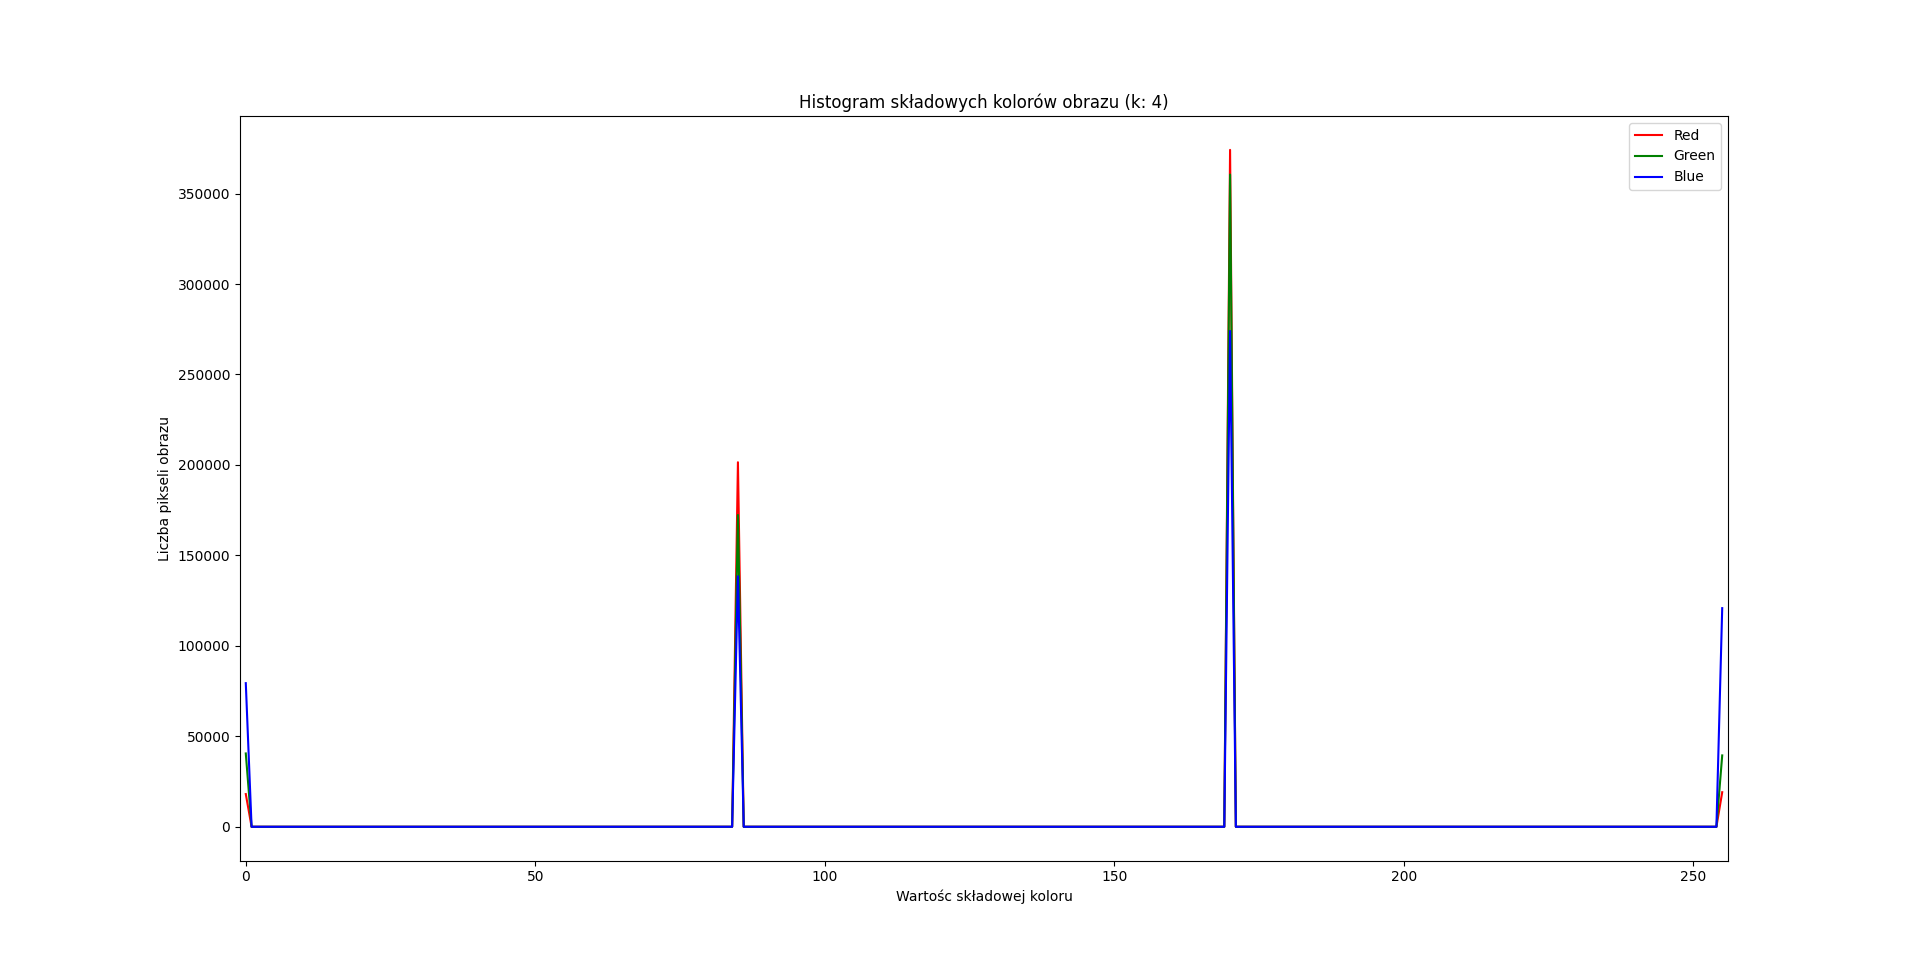 Histogram składowych kolorów obrazu (k: 4)
Red
Green
Blue
350000
300000
250000
200000
150000
100000
50000
0
Liczba pikseli obrazu
0 50 100 150 200 250
Wartośc składowej koloru